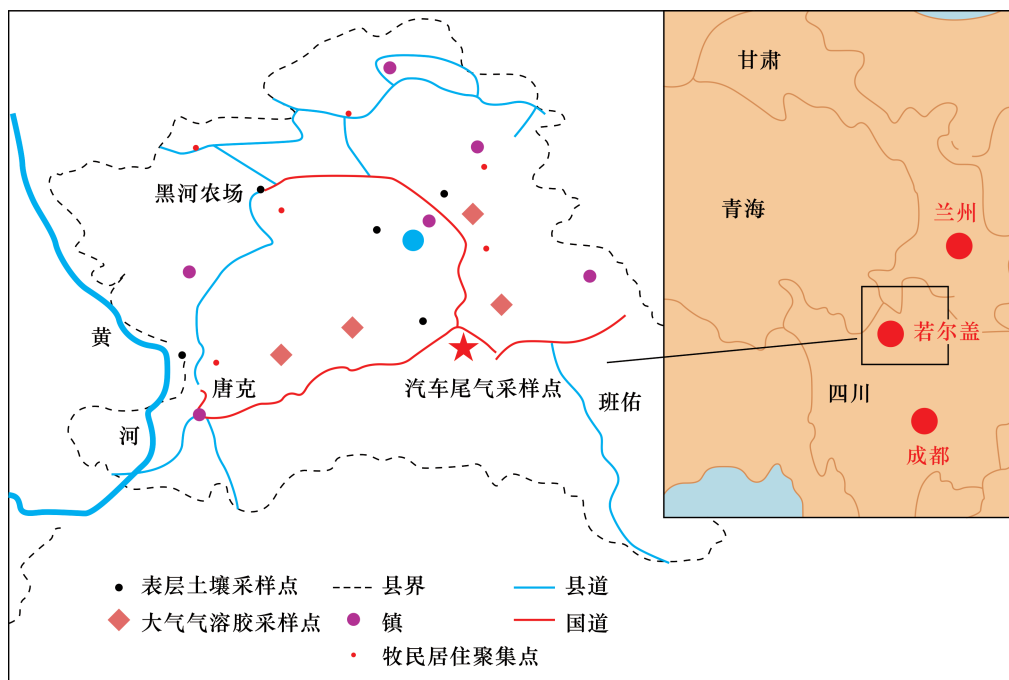 甘肃
青海
兰州
若尔盖
四川
成都
黑河农场
黄
河
唐克
汽车尾气采样点
班佑
表层土壤采样点
县界
县道
大气气溶胶采样点
镇
国道
牧民居住聚集点